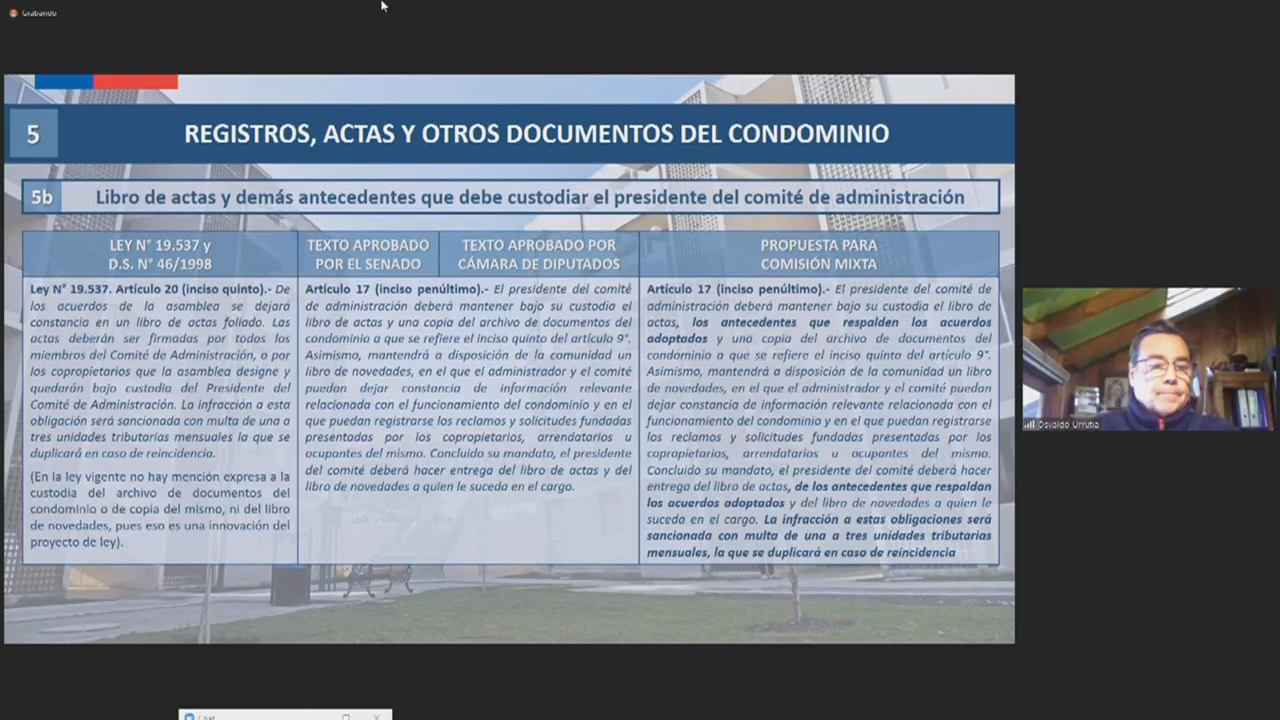 Grabando
5
REGISTROS, ACTAS Y OTROS DOCUMENTOS DEL CONDOMINIO
5b
Libro de actas y demás antecedentes que debe custodiar el presidente del comité de administración
LEY N° 19.537 y
D.S. N° 46/1998
TEXTO APROBADO
POR EL SENADO
TEXTO APROBADO POR
CÁMARA DE DIPUTADOS
PROPUESTA PARA
COMISIÓN MIXTA
Ley N° 19.537. Artículo 20 (inciso quinto).- De
los acuerdos de la asamblea se dejará
constancia en un libro de actas foliado. Las
actas deberán ser firmadas por todos los
miembros del Comité de Administración, o por
los copropietarios que la asamblea designe y
quedarán bajo custodia del Presidente del
Comité de Administración. La infracción a esta
obligación será sancionada con multa de una a
tres unidades tributarias mensuales la que se
duplicará en caso de reincidencia.
(En la ley vigente no hay mención expresa a la
custodia del archivo de documentos del
condominio o de copia del mismo, ni del libro
de novedades, pues eso es una innovación del
proyecto de ley).
Artículo 17 (inciso penúltimo).- El presidente del comité
de administración deberá mantener bajo su custodia el
libro de actas y una copia del archivo de documentos del
condominio a que se refiere el inciso quinto del artículo 9°.
Asimismo, mantendrá a disposición de la comunidad un
libro de novedades, en el que el administrador y el comité
puedan dejar constancia de información relevante
relacionada con el funcionamiento del condominio y en el
que puedan registrarse los reclamos y solicitudes fundadas
presentadas por los copropietarios, arrendatarios u
ocupantes del mismo. Concluido su mandato, el presidente
del comité deberá hacer entrega del libro de actas y del
libro de novedades a quien le suceda en el cargo.
Artículo 17 (inciso penúltimo).- El presidente del comité de
administración deberá mantener bajo su custodia el libro de
actas, los antecedentes que respalden los acuerdos
adoptados y una copia del archivo de documentos del
condominio a que se refiere el inciso quinto del artículo 9°.
Asimismo, mantendrá a disposición de la comunidad un libro
de novedades, en el que el administrador y el comité puedan
dejar constancia de información relevante relacionada con el
funcionamiento del condominio y en el que puedan registrarse
los reclamos y solicitudes fundadas presentadas por los
copropietarios, arrendatarios u ocupantes del mismo.
Concluido su mandato, el presidente del comité deberá hacer
entrega del libro de actas, de los antecedentes que respaldan
los acuerdos adoptados y del libro de novedades a quien le
suceda en el cargo. La infracción a estas obligaciones será
sancionada con multa de una a tres unidades tributarias
mensuales, la que se duplicará en caso de reincidencia
Osvaldo Urrutia
Chat